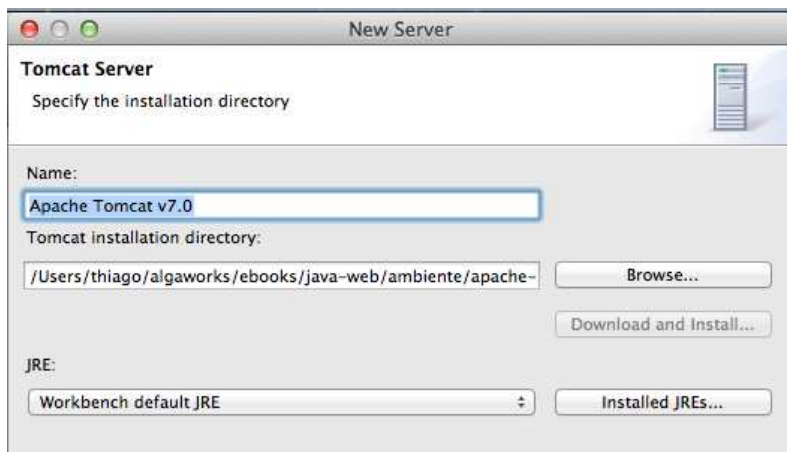 New Server
Tomcat Server
Specify the installation directory
Name:
Apache Tomcat v7.0
Tomcat installation directory:
/Users/thiago/algaworks/ebooks/java-web/ambiente/apache-
Browse...
Download and Install...
JRE:
Workbench default JRE
Installed JREs...